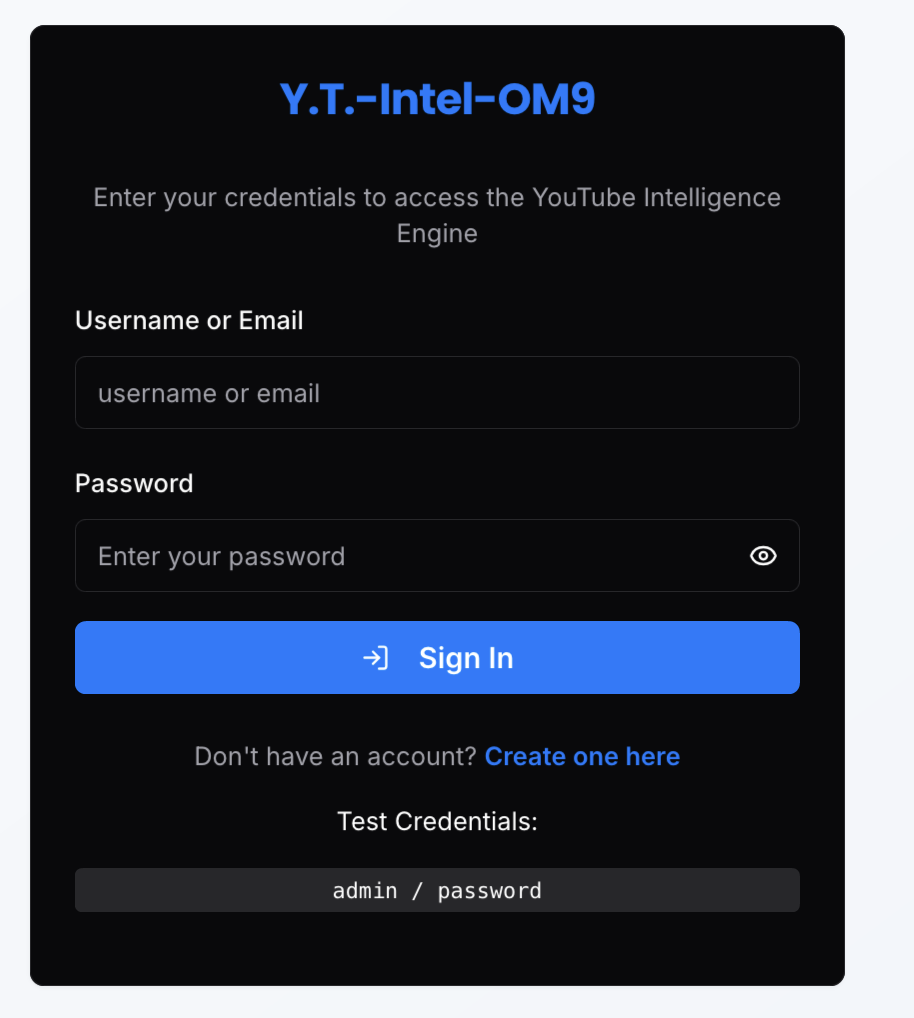 Y.T.-Intel-OM9
Enter your credentials to access the YouTube Intelligence
Engine
Username or Email
username or email
Password
Enter your password
Sign In
Don't have an account? Create one here
Test Credentials:
admin / password